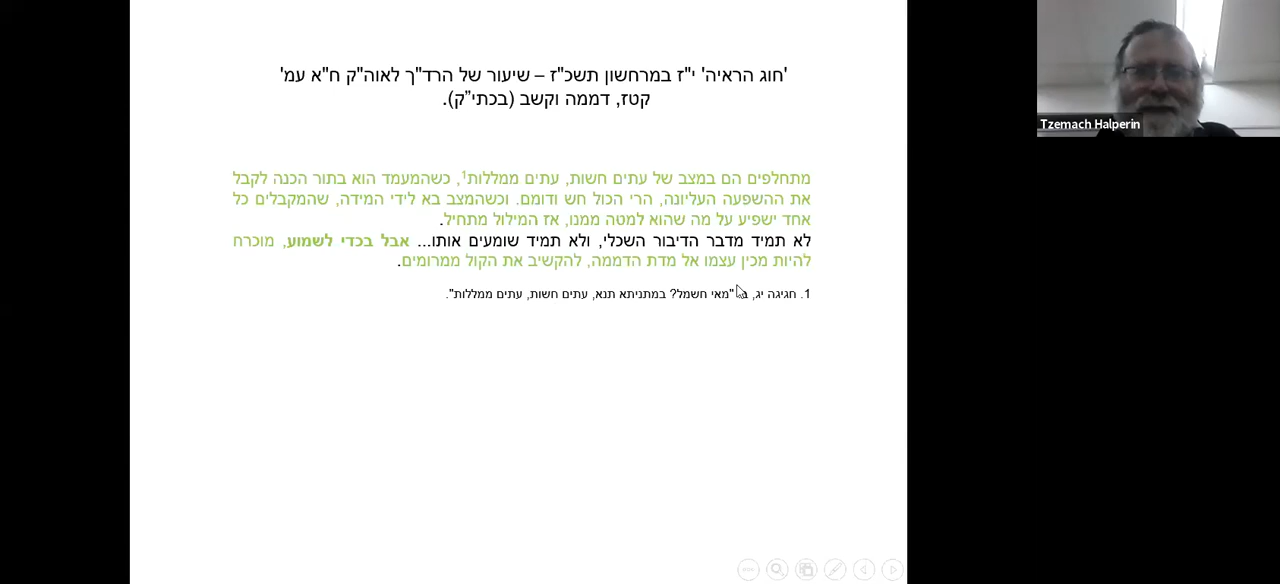 'חוג הראיה' י"ז במרחשון תשכ"ז – שיעור של הרד"ך לאוה"ק ח"א עמ'
קטז, דממה וקשב (בכתי"ק).
מתחלפים הם במצב של עתים חשות, עתים ממללות1, כשהמעמד הוא בתור הכנה לקבל
את ההשפעה העליונה, הרי הכול חש ודומם. וכשהמצב בא לידי המידה, שהמקבלים כל
אחד ישפיע על מה שהוא למטה ממנו, אז המילול מתחיל.
לא תמיד מדבר הדיבור השכלי, ולא תמיד שומעים אותו... אבל בכדי לשמוע, מוכרח
להיות מכין עצמו אל מדת הדממה, להקשיב את הקול ממרומים.
1. חגיגה יג, "מאי חשמל? במתניתא תנא, עתים חשות, עתים ממללות".
Tzemach Halperin